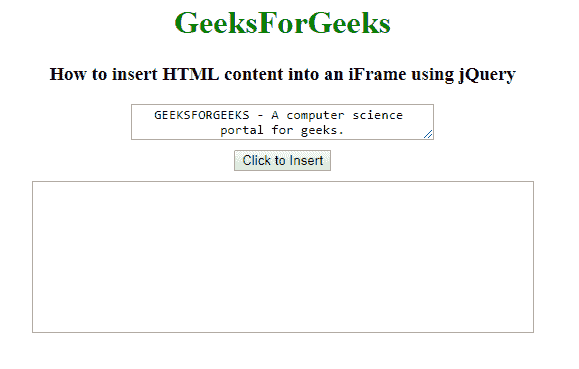 GeeksForGeeks
How to insert HTML content into an iFrame using jQuery
GEEKSFORGEEKS - A computer science
portal for geeks.
Click to Insert